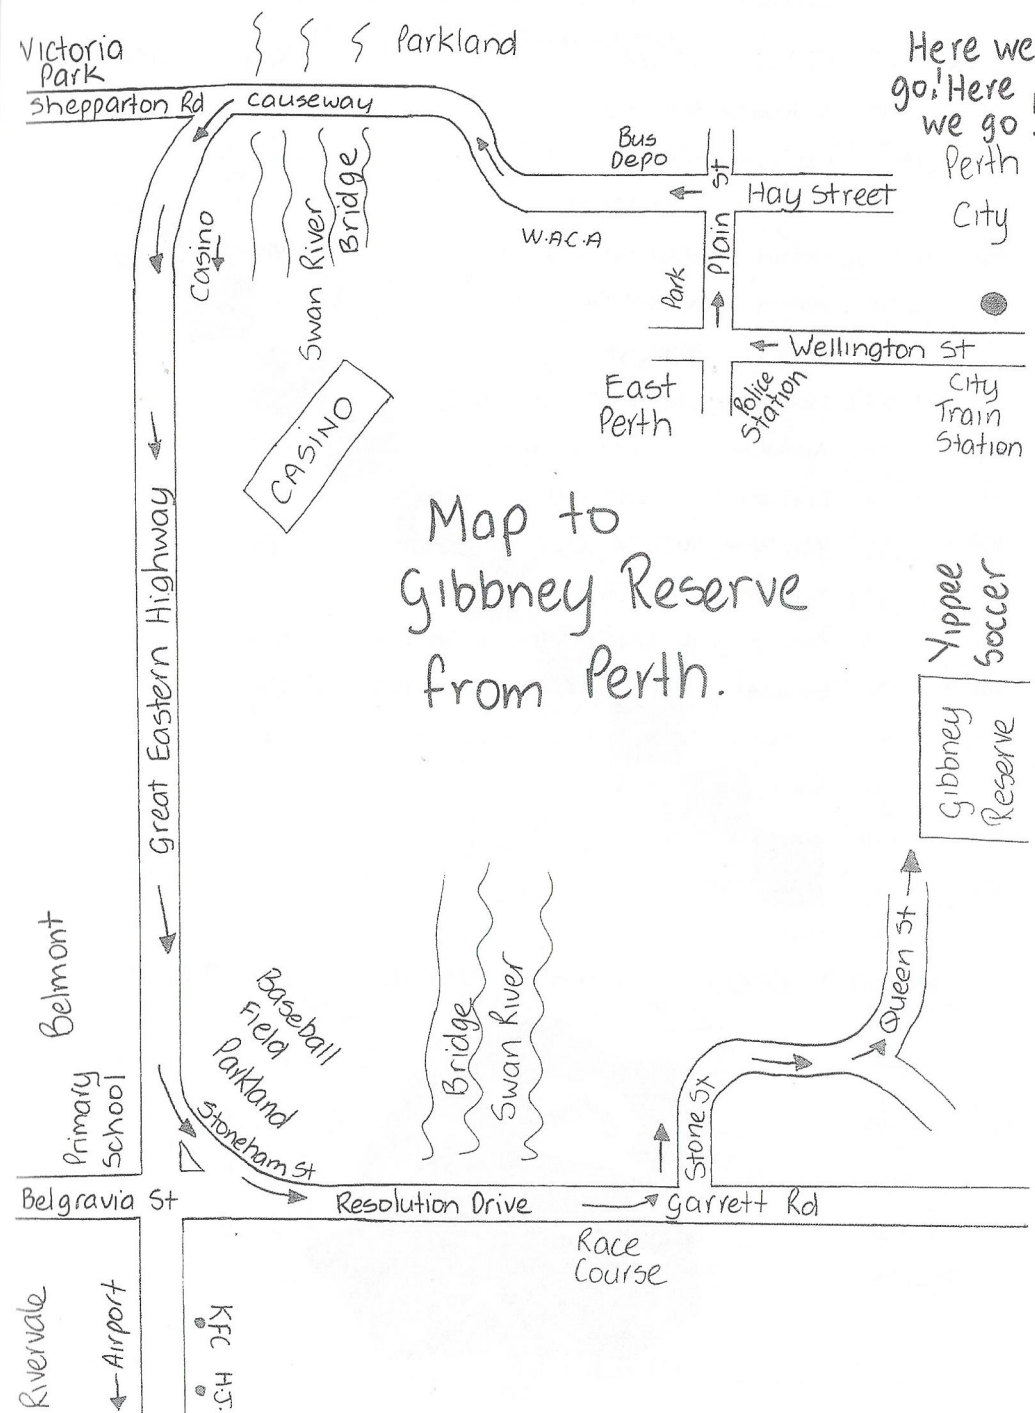 Victoria
Park
Parkland
Here we
go! Here
we go!
Perth
City
Shepparton Rd
Causeway
Bus
Depo
Plain St
Hay Street
W.A.C.A
Casino
Swan River
Bridge
Park
Wellington St
East
Perth
Police
Station
City
Train
Station
CASINO
Map to
Gibbney Reserve
from Perth.
Great Eastern Highway
Yippee
Soccer
Gibbney
Reserve
Belmont
Baseball
Field
Parkland
Bridge
Swan River
Queen St
Primary
School
Stoneham St
Stone Sx
Belgravia St
Resolution Drive
Garrett Rd
Race
Course
Rivervale
Airport
KFC
H.J.